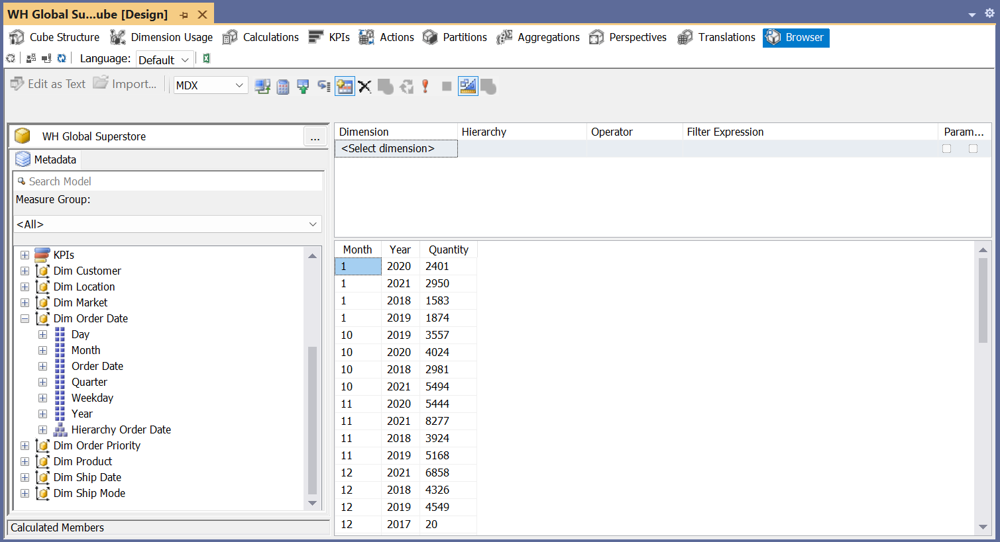 WH Global Su...ube [Design]
Cube Structure Dimension Usage Calculations KPIs Actions Partitions Aggregations Perspectives Translations Browser
Language: Default
Edit as Text Import... MDX
WH Global Superstore ...
Metadata
Search Model
Measure Group:
<All>
KPIs
Dim Customer
Dim Location
Dim Market
Dim Order Date
Day
Month
Order Date
Quarter
Weekday
Year
Hierarchy Order Date
Dim Order Priority
Dim Product
Dim Ship Date
Dim Ship Mode
Calculated Members
Dimension Hierarchy Operator Filter Expression Param...
<Select dimension>
Month Year Quantity
1 2020 2401
1 2021 2950
1 2018 1583
1 2019 1874
10 2019 3557
10 2020 4024
10 2018 2981
10 2021 5494
11 2020 5444
11 2021 8277
11 2018 3924
11 2019 5168
12 2021 6858
12 2018 4326
12 2019 4549
12 2017 20